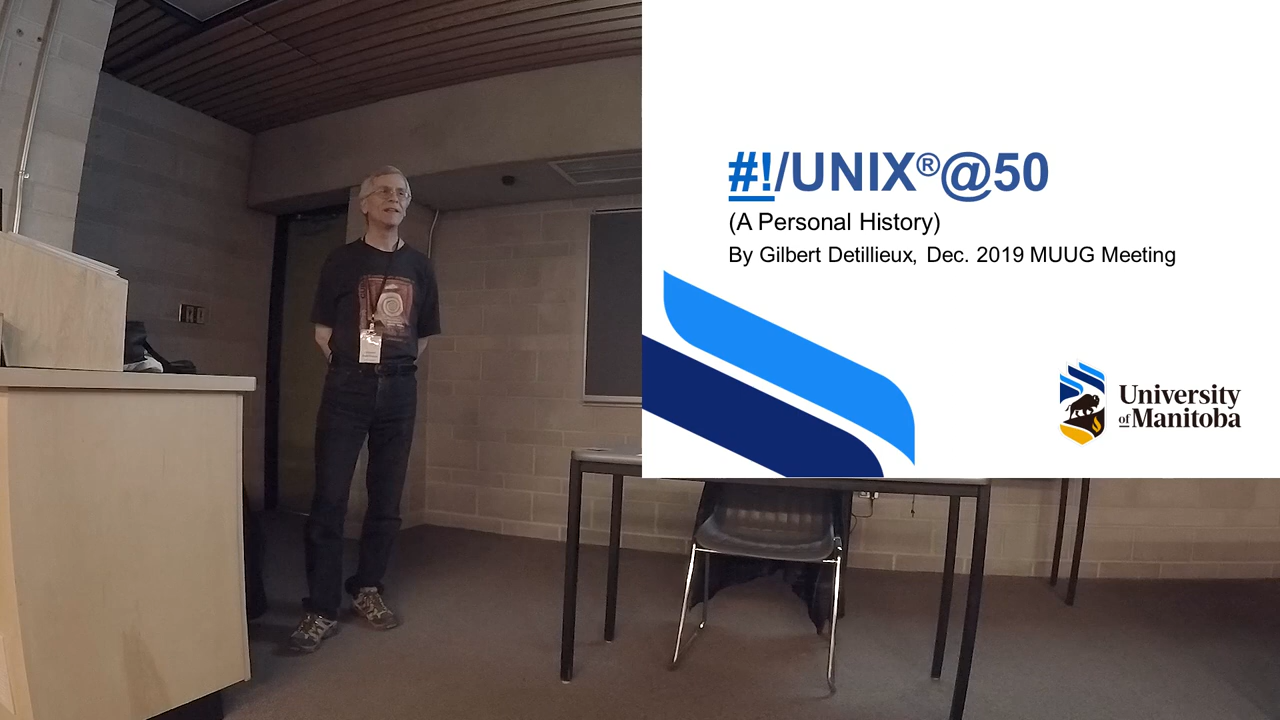 #!/UNIX®@50
(A Personal History)
By Gilbert Detillieux, Dec. 2019 MUUG Meeting
University
of Manitoba